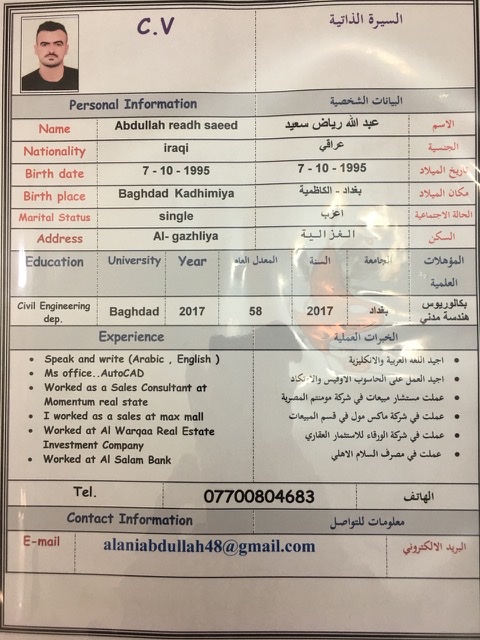 C.V السيرة الذاتية
Personal Information البيانات الشخصية
Name Abdullah readh saeed عبد الله رياض سعيد الاسم
Nationality iraqi عراقي الجنسية
Birth date 7 - 10 - 1995 7 - 10 - 1995 تاريخ الميلاد
Birth place Baghdad Kadhimiya بغداد - الكاظمية مكان الميلاد
Marital Status single اعزب الحالة الاجتماعية
Address Al- gazhliya الغزالية السكن
Education University Year المعدل العام السنة الجامعة المؤهلات
العلمية
Civil Engineering Baghdad 2017 58 2017 بغداد بكالوريوس
dep. هندسة مدني
Experience الخبرات العملية
• Speak and write (Arabic , English )
• Ms office..AutoCAD
• Worked as a Sales Consultant at
Momentum real state
• I worked as a sales at max mall
• Worked at Al Warqaa Real Estate
Investment Company
• Worked at Al Salam Bank
• اجيد اللغه العربية والانكليزية
• اجيد العمل على الحاسوب الاوفيس والاتكاد
• عملت مستشار مبيعات في شركة مومنتم المصرية
• عملت في شركة ماكس مول في قسم المبيعات
• عملت في شركة الورقاء للاستثمار العقاري
• عملت في مصرف السلام الاهلي
Tel. 07700804683 الهاتف
Contact Information معلومات للتواصل
E-mail alaniabdullah48@gmail.com البريد الالكتروني